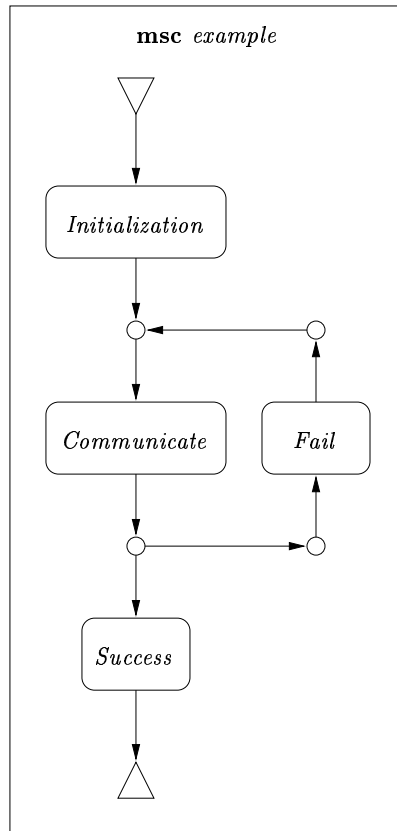 msc example
Initialization
Communicate
Fail
Success